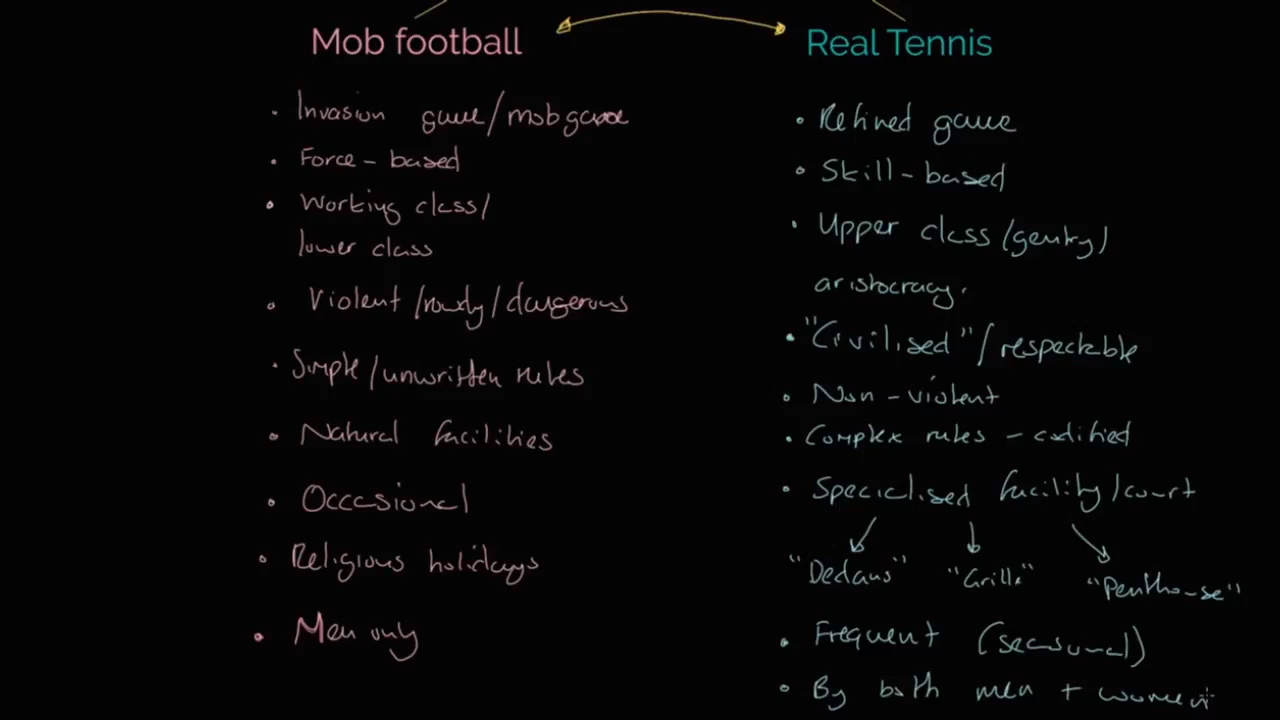 Mob football
· Invasion game/mob game
· Force - based
· Working class/
lower class
· Violent /rowdy/dangerous
· Simple/unwritten rules
· Natural facilities
· Occasional
· Religious holidays
· Men only
Real Tennis
· Refined game
· Skill - based
· Upper class /gentry/
aristocracy.
· "Civilised"/respectable
· Non - violent
· Complex rules - codified
· Specialised facility/court
"Dedans" "Grille" "Penthouse"
· Frequent (seasonal)
· By both men + women